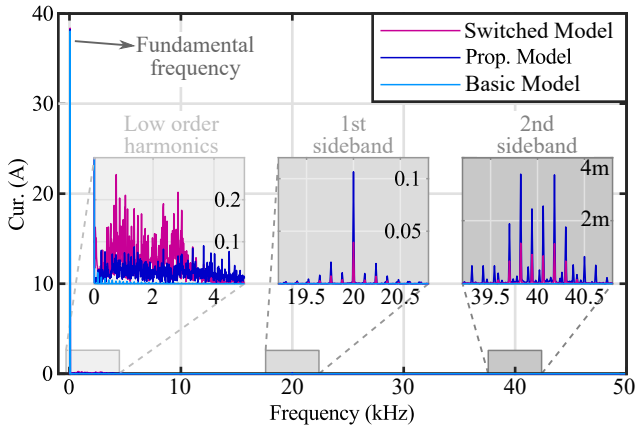 40
30
20
10
0
Cur. (A)
Switched Model
Prop. Model
Basic Model
Fundamental
frequency
Low order
harmonics
0.2
0.1
0 2 4
1st
sideband
0.1
0.05
19.5 20 20.5
2nd
sideband
4m
2m
39.5 40 40.5
0 10 20 30 40 50
Frequency (kHz)